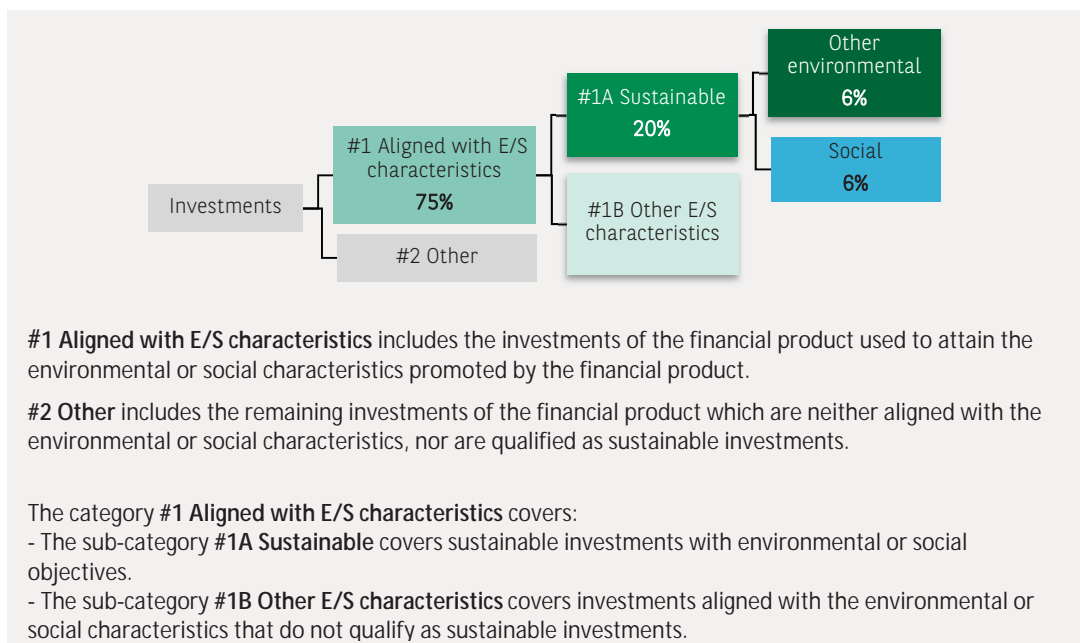 Investments
#1 Aligned with E/S
characteristics
75%
#2 Other
#1A Sustainable
20%
#1B Other E/S
characteristics
Other
environmental
6%
Social
6%
#1 Aligned with E/S characteristics includes the investments of the financial product used to attain the
environmental or social characteristics promoted by the financial product.
#2 Other includes the remaining investments of the financial product which are neither aligned with the
environmental or social characteristics, nor are qualified as sustainable investments.
The category #1 Aligned with E/S characteristics covers:
- The sub-category #1A Sustainable covers sustainable investments with environmental or social
objectives.
- The sub-category #1B Other E/S characteristics covers investments aligned with the environmental or
social characteristics that do not qualify as sustainable investments.